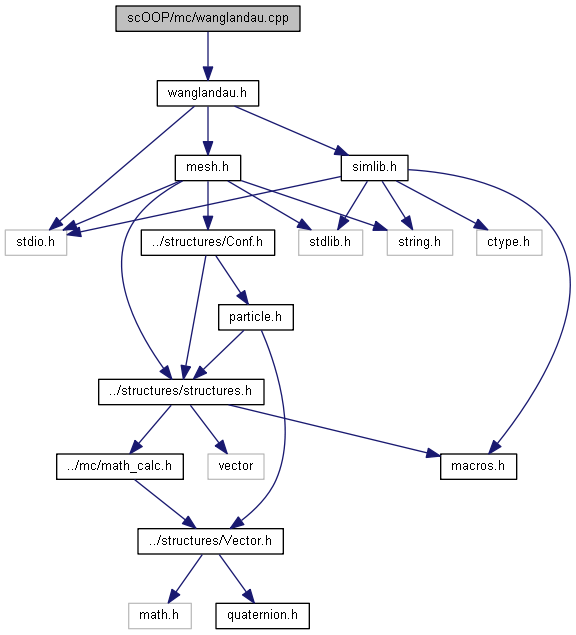 scOOP/mc/wanglandau.cpp
wanglandau.h
mesh.h
simlib.h
stdio.h
../structures/Conf.h
stdlib.h
string.h
ctype.h
particle.h
../structures/structures.h
../mc/math_calc.h
vector
macros.h
../structures/Vector.h
math.h
quaternion.h